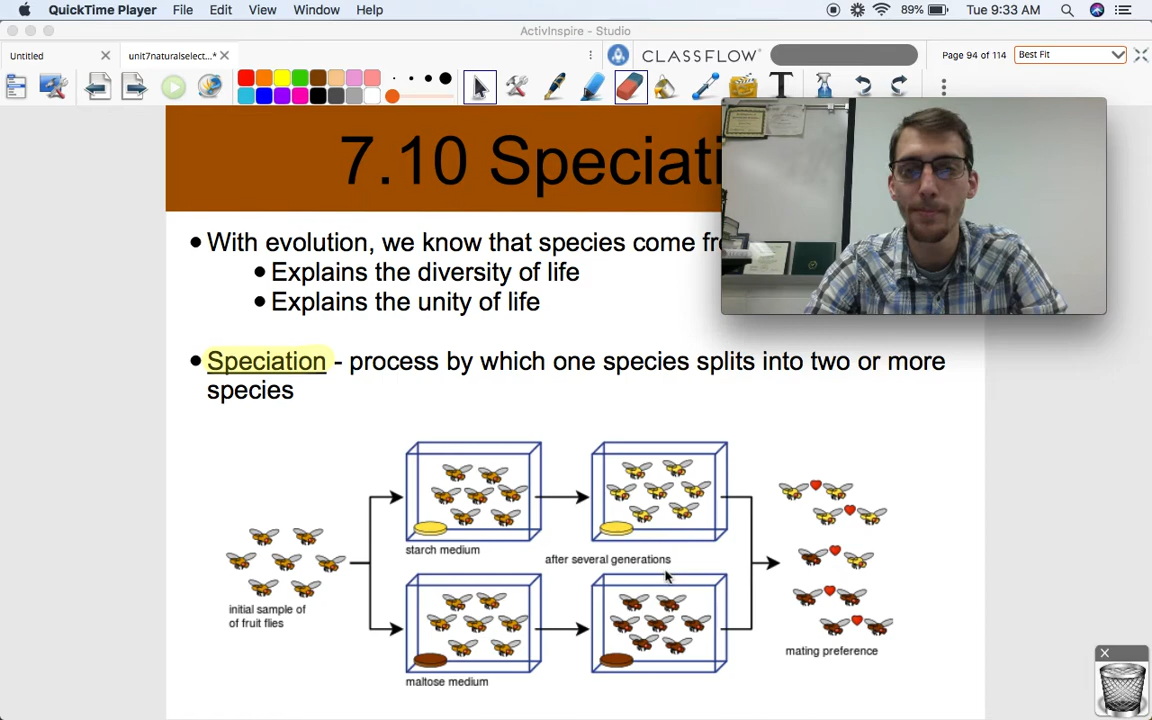 QuickTime Player File Edit View Window Help 89% Tue 9:33 AM
ActivInspire - Studio
Untitled unit7naturalselect...* CLASSFLOW Page 94 of 114 Best Fit
7.10 Speciati
• With evolution, we know that species come fr
• Explains the diversity of life
• Explains the unity of life
• Speciation - process by which one species splits into two or more
species
starch medium
after several generations
initial sample of
of fruit flies
mating preference
maltose medium